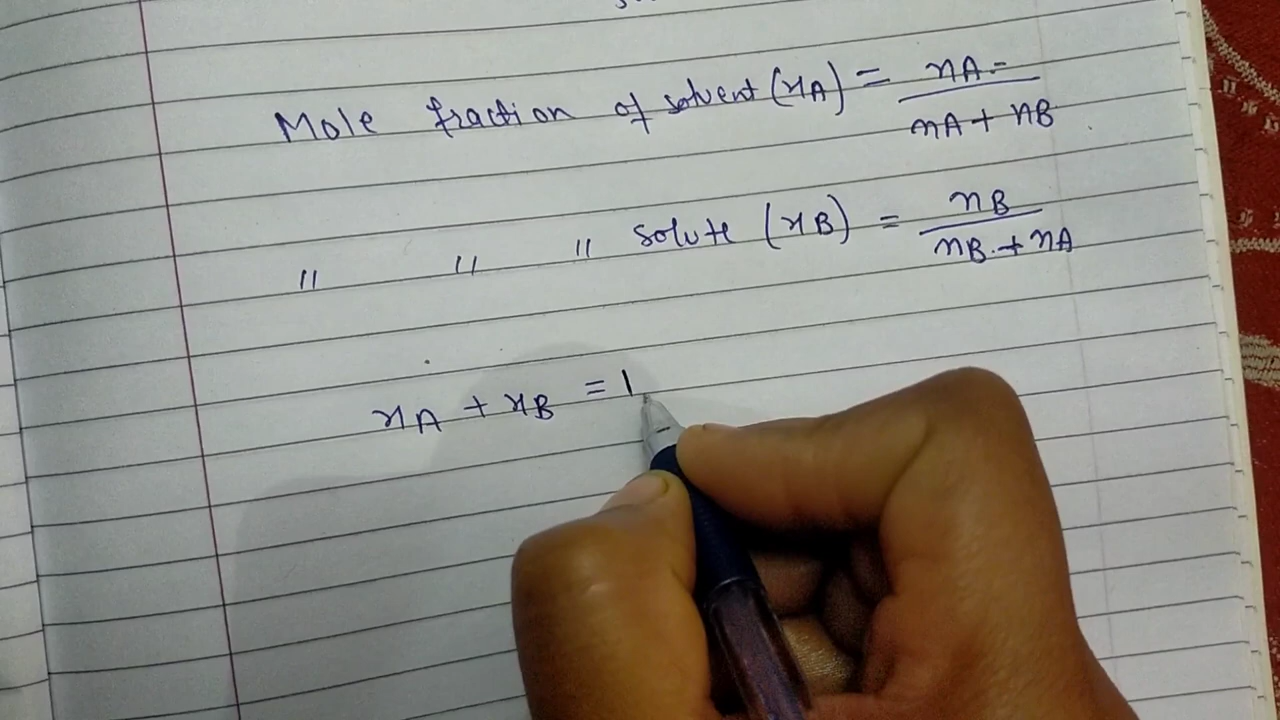 Mole fraction of solvent (xA) = nA / nA + nB
" " " solute (xB) = nB / nB + nA
xA + xB = 1